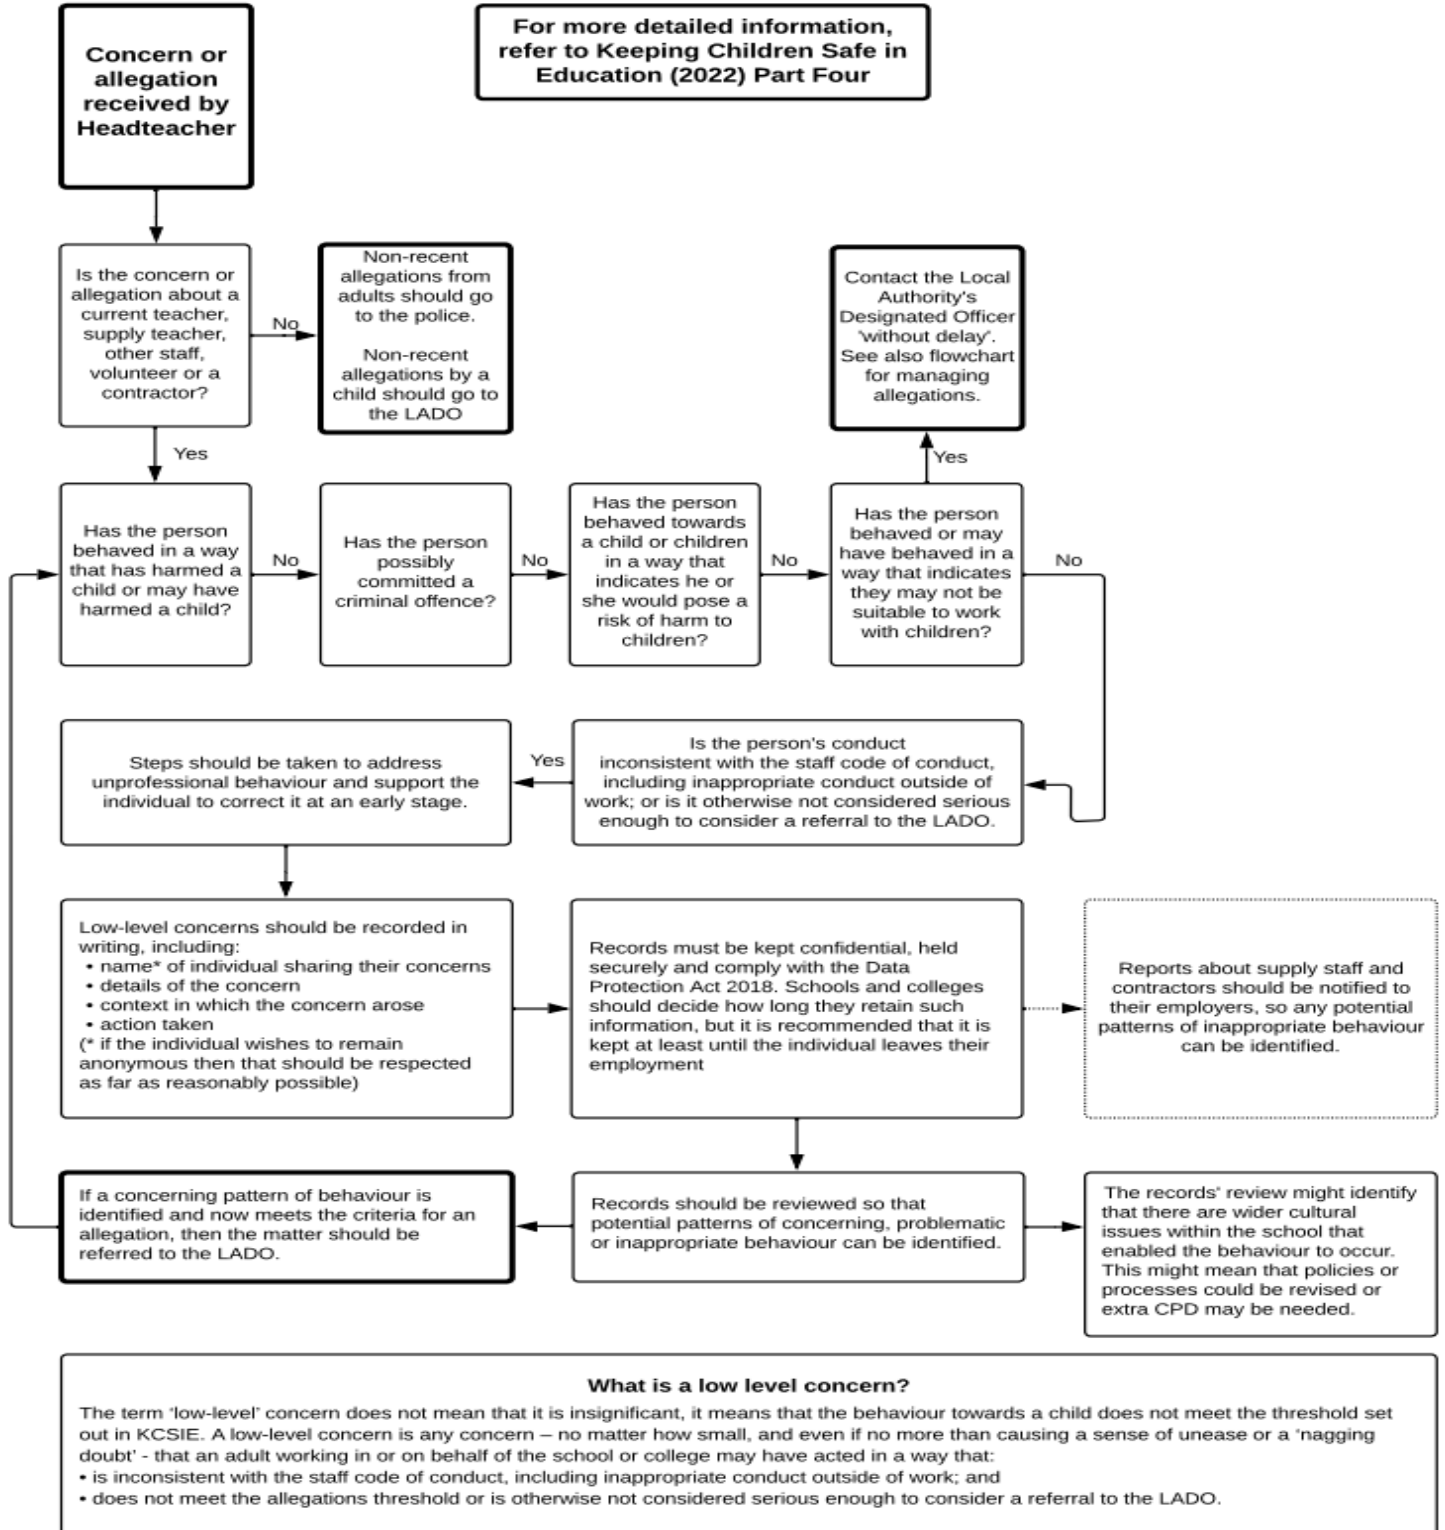 Concern or
allegation
received by
Headteacher
For more detailed information,
refer to Keeping Children Safe in
Education (2022) Part Four
Is the concern or
allegation about a
current teacher,
supply teacher,
other staff,
volunteer or a
contractor?
No
Non-recent
allegations from
adults should go
to the police.
Non-recent
allegations by a
child should go to
the LADO
Contact the Local
Authority's
Designated Officer
'without delay'.
See also flowchart
for managing
allegations.
Yes
Yes
Has the person
behaved in a way
that has harmed a
child or may have
harmed a child?
No
Has the person
possibly
committed a
criminal offence?
No
Has the person
behaved towards
a child or children
in a way that
indicates he or
she would pose a
risk of harm to
children?
No
Has the person
behaved or may
have behaved in a
way that indicates
they may not be
suitable to work
with children?
No
Steps should be taken to address
unprofessional behaviour and support the
individual to correct it at an early stage.
Yes
Is the person's conduct
inconsistent with the staff code of conduct,
including inappropriate conduct outside of
work; or is it otherwise not considered serious
enough to consider a referral to the LADO.
Low-level concerns should be recorded in
writing, including:
• name* of individual sharing their concerns
• details of the concern
• context in which the concern arose
• action taken
(* if the individual wishes to remain
anonymous then that should be respected
as far as reasonably possible)
Records must be kept confidential, held
securely and comply with the Data
Protection Act 2018. Schools and colleges
should decide how long they retain such
information, but it is recommended that it is
kept at least until the individual leaves their
employment
Reports about supply staff and
contractors should be notified to
their employers, so any potential
patterns of inappropriate behaviour
can be identified.
If a concerning pattern of behaviour is
identified and now meets the criteria for an
allegation, then the matter should be
referred to the LADO.
Records should be reviewed so that
potential patterns of concerning, problematic
or inappropriate behaviour can be identified.
The records' review might identify
that there are wider cultural
issues within the school that
enabled the behaviour to occur.
This might mean that policies or
processes could be revised or
extra CPD may be needed.
What is a low level concern?
The term 'low-level' concern does not mean that it is insignificant, it means that the behaviour towards a child does not meet the threshold set
out in KCSIE. A low-level concern is any concern – no matter how small, and even if no more than causing a sense of unease or a 'nagging
doubt' - that an adult working in or on behalf of the school or college may have acted in a way that:
• is inconsistent with the staff code of conduct, including inappropriate conduct outside of work; and
• does not meet the allegations threshold or is otherwise not considered serious enough to consider a referral to the LADO.